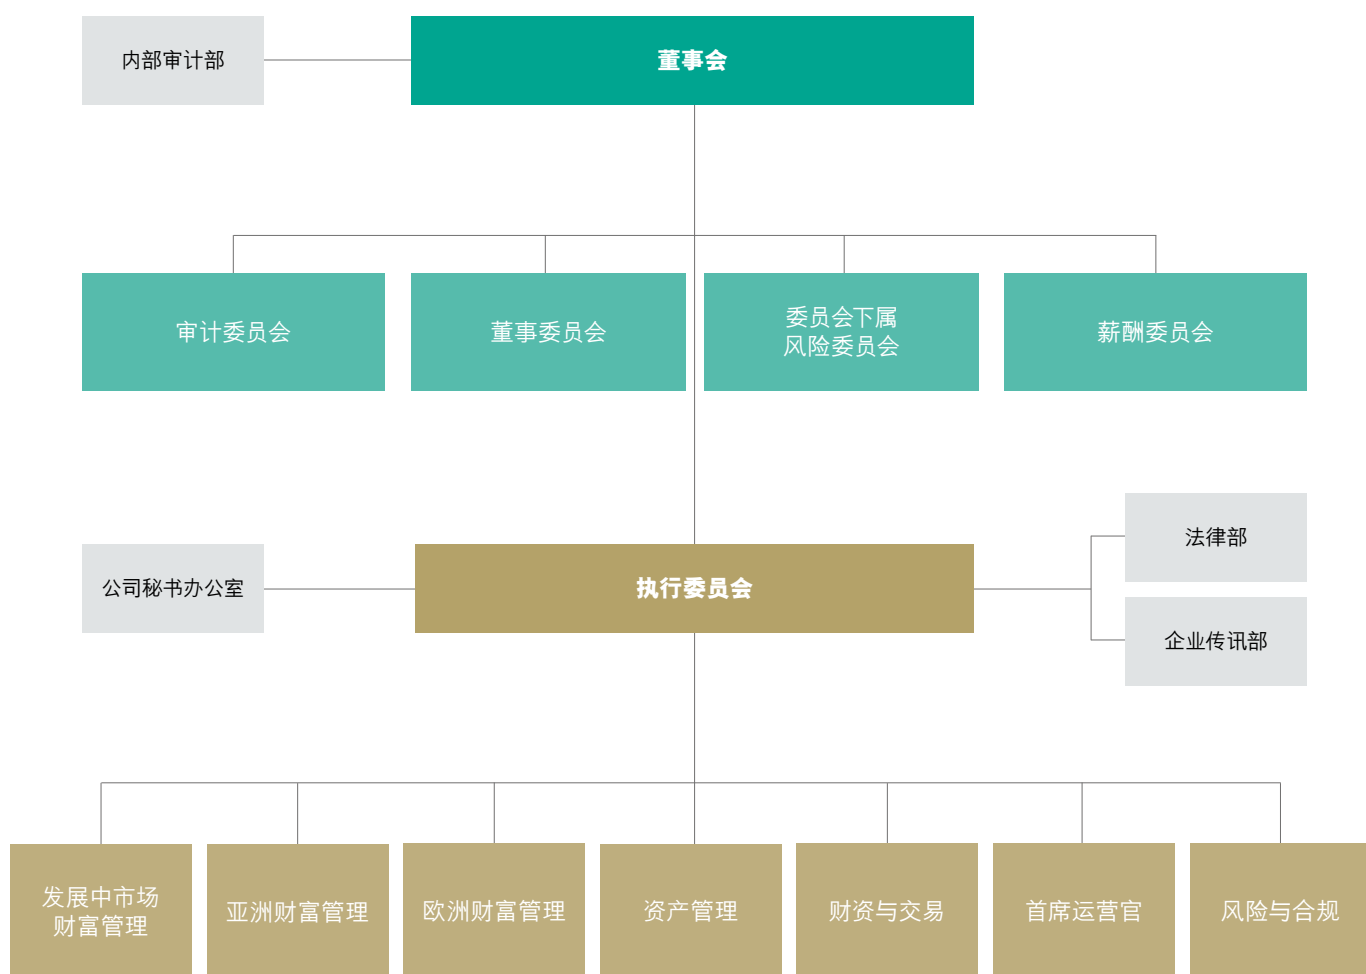 内部审计部
董事会
审计委员会
董事委员会
委员会下属
风险委员会
薪酬委员会
公司秘书办公室
执行委员会
法律部
企业传讯部
发展中市场
财富管理
亚洲财富管理
欧洲财富管理
资产管理
财资与交易
首席运营官
风险与合规